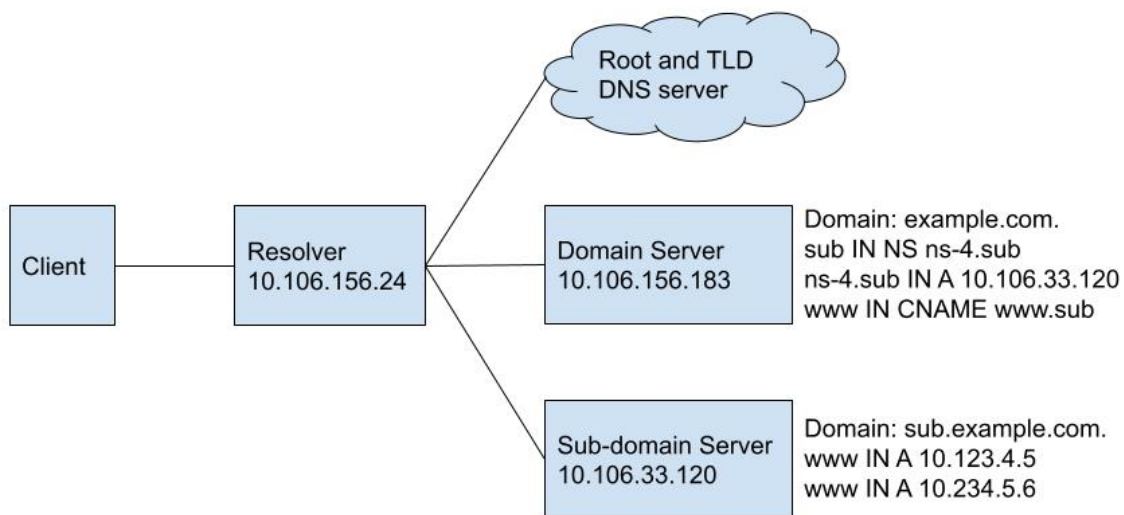 Root and TLD
DNS server
Client
Resolver
10.106.156.24
Domain Server
10.106.156.183
Domain: example.com.
sub IN NS ns-4.sub
ns-4.sub IN A 10.106.33.120
www IN CNAME www.sub
Sub-domain Server
10.106.33.120
Domain: sub.example.com.
www IN A 10.123.4.5
www IN A 10.234.5.6